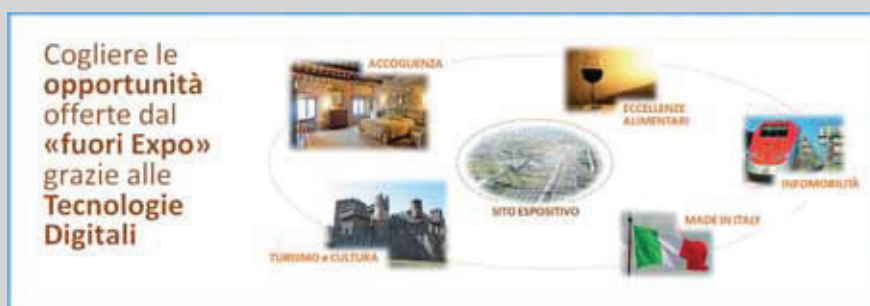 Cogliere le
opportunità
offerte dal
«fuori Expo»
grazie alle
Tecnologie
Digitali
ACCOGLIENZA
ECCELLENZE
ALIMENTARI
INFOMOBILITÀ
SITO ESPOSITIVO
MADE IN ITALY
TURISMO e CULTURA